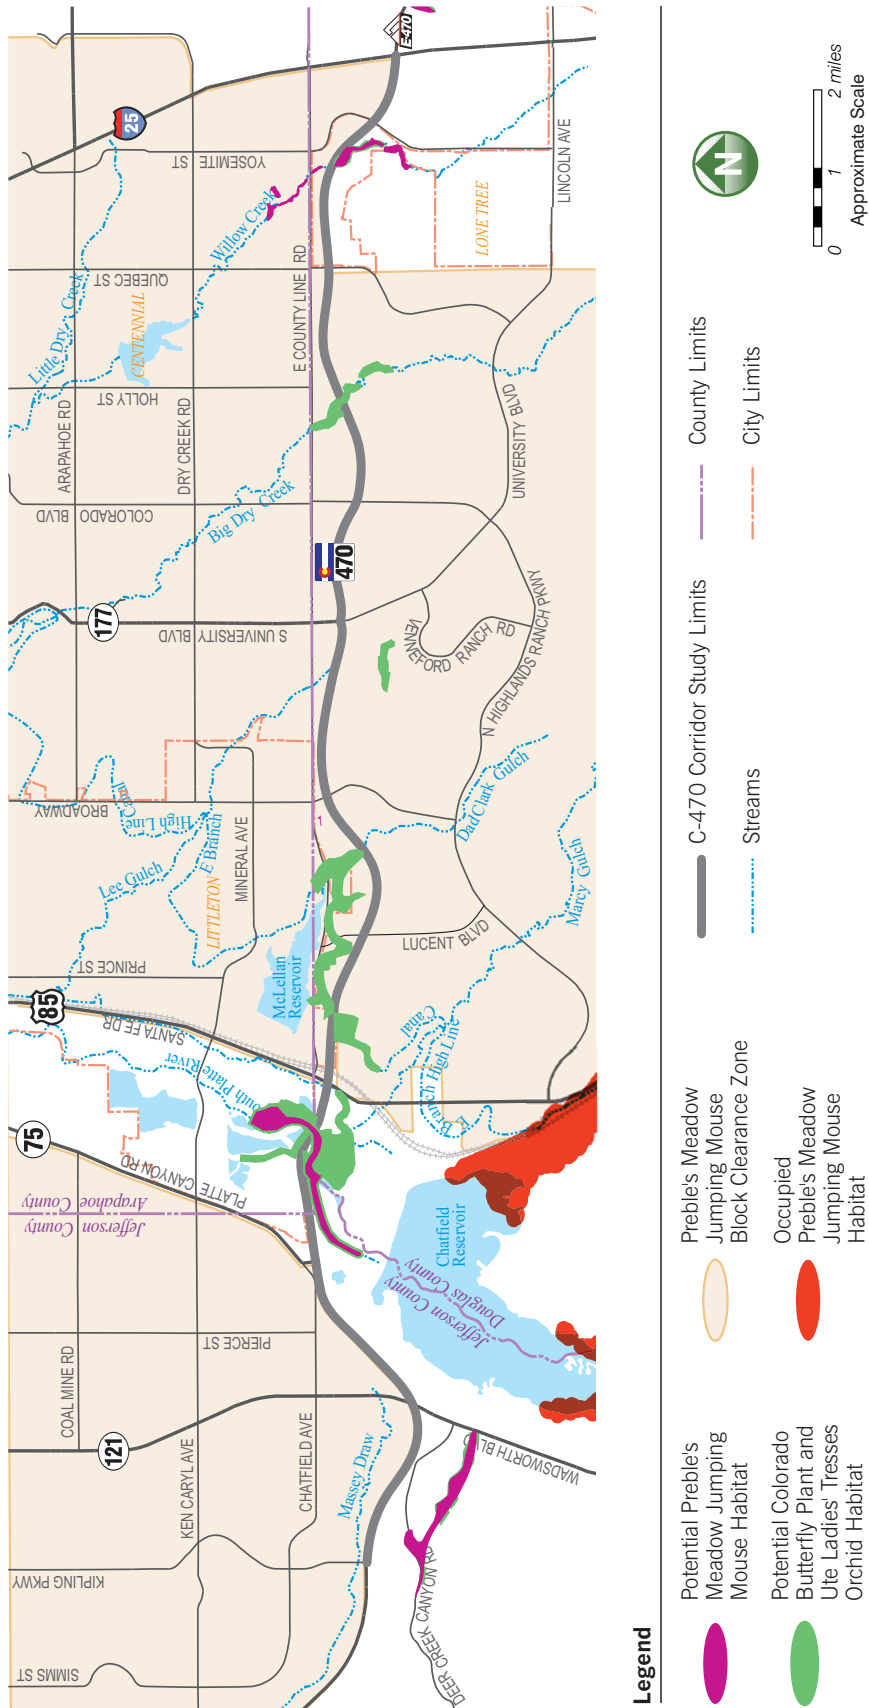 E-470
25
YOSEMITE ST
Willow Creek
LINCOLN AVE
LONE TREE
QUEBEC ST
Little Dry Creek
CENTENNIAL
E COUNTY LINE RD
HOLLY ST
ARAPAHOE RD
DRY CREEK RD
UNIVERSITY BLVD
COLORADO BLVD
Big Dry Creek
470
177
S UNIVERSITY BLVD
VENNEFORD RANCH RD
N HIGHLANDS RANCH PKWY
BROADWAY
High Line Canal
E Branch
Lee Gulch
LITTLETON
MINERAL AVE
DadClark Gulch
Marcy Gulch
LUCENT BLVD
PRINCE ST
McLellan
Reservoir
85
SANTA FE DR
South Platte River
E Branch High Line Canal
75
PLATTE CANYON RD
Arapahoe County
Jefferson County
Chatfield
Reservoir
Jefferson County
Douglas County
PIERCE ST
COAL MINE RD
121
KEN CARYL AVE
CHATFIELD AVE
Massey Draw
WADSWORTH BLVD
KIPLING PKWY
DEER CREEK CANYON RD
SIMMS ST
Legend
Potential Preble's
Meadow Jumping
Mouse Habitat
Potential Colorado
Butterfly Plant and
Ute Ladies' Tresses
Orchid Habitat
Preble's Meadow
Jumping Mouse
Block Clearance Zone
Occupied
Preble's Meadow
Jumping Mouse
Habitat
C-470 Corridor Study Limits
Streams
County Limits
City Limits
N
0 1 2 miles
Approximate Scale